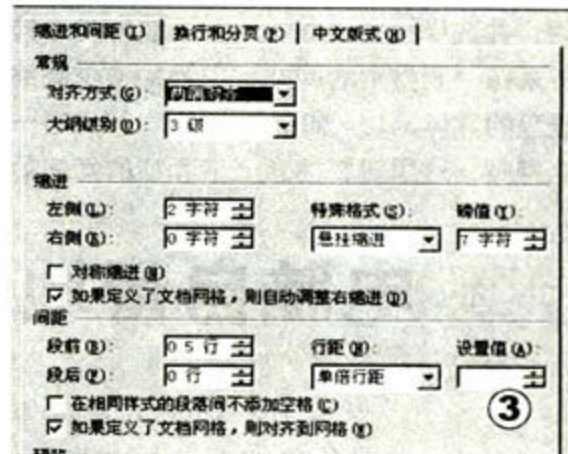 缩进和间距(I) 换行和分页(P) 中文版式(H)
常规
对齐方式(G):
大纲级别(O): 3 级
缩进
左侧(L): 2 字符 特殊格式(S): 磅值(Y):
右侧(R): 0 字符 悬挂缩进 7 字符
对称缩进(M)
如果定义了文档网格，则自动调整右缩进(D)
间距
段前(B): 0.5 行 行距(N): 设置值(A):
段后(F): 0 行 单倍行距
在相同样式的段落间不添加空格(C)
如果定义了文档网格，则对齐到网格(W)
③